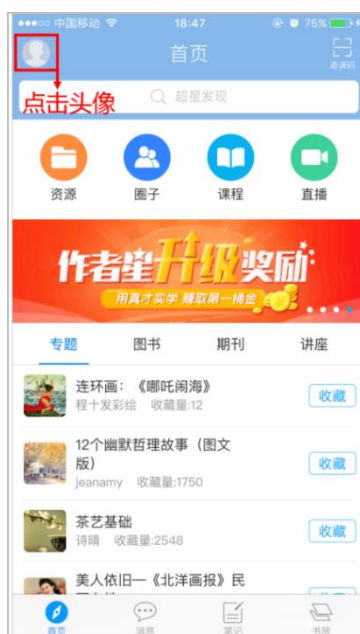 中国移动 18:47 75%
首页
邀请码
点击头像
超星发现
资源 圈子 课程 直播
作者星升级奖励
用真才实学 赚取第一桶金
专题 图书 期刊 讲座
连环画：《哪吒闹海》
程十发彩绘 收藏量:12
收藏
12个幽默哲理故事（图文
版）
jeanamy 收藏量:1750
收藏
茶艺基础
诗晴 收藏量:2548
收藏
美人依旧—《北洋画报》民
首页 消息 笔记 书房